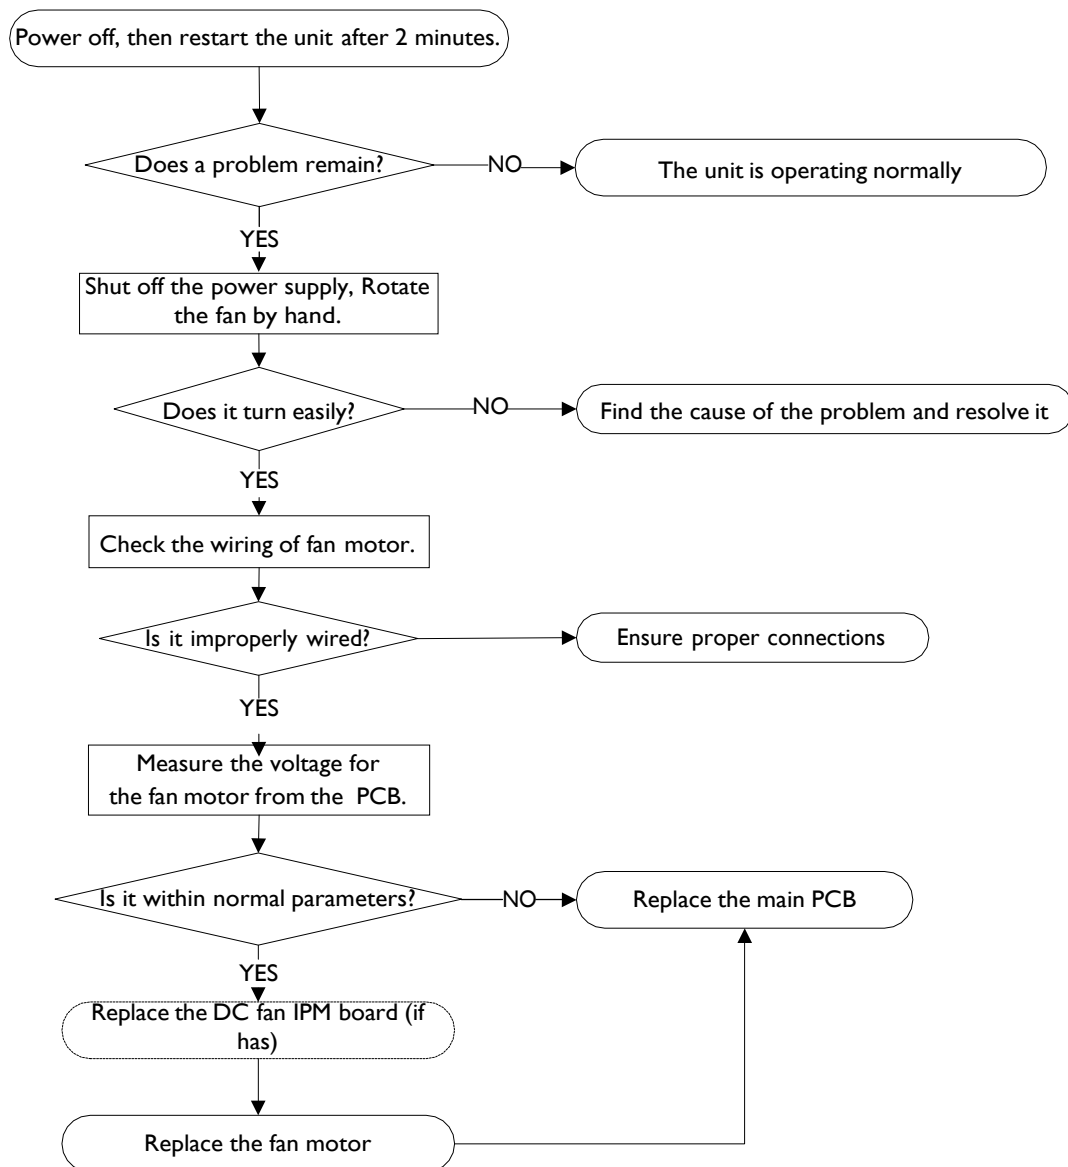 Power off, then restart the unit after 2 minutes.
Does a problem remain?
NO
The unit is operating normally
YES
Shut off the power supply, Rotate
the fan by hand.
Does it turn easily?
NO
Find the cause of the problem and resolve it
YES
Check the wiring of fan motor.
Is it improperly wired?
Ensure proper connections
YES
Measure the voltage for
the fan motor from the PCB.
Is it within normal parameters?
NO
Replace the main PCB
YES
Replace the DC fan IPM board (if
has)
Replace the fan motor